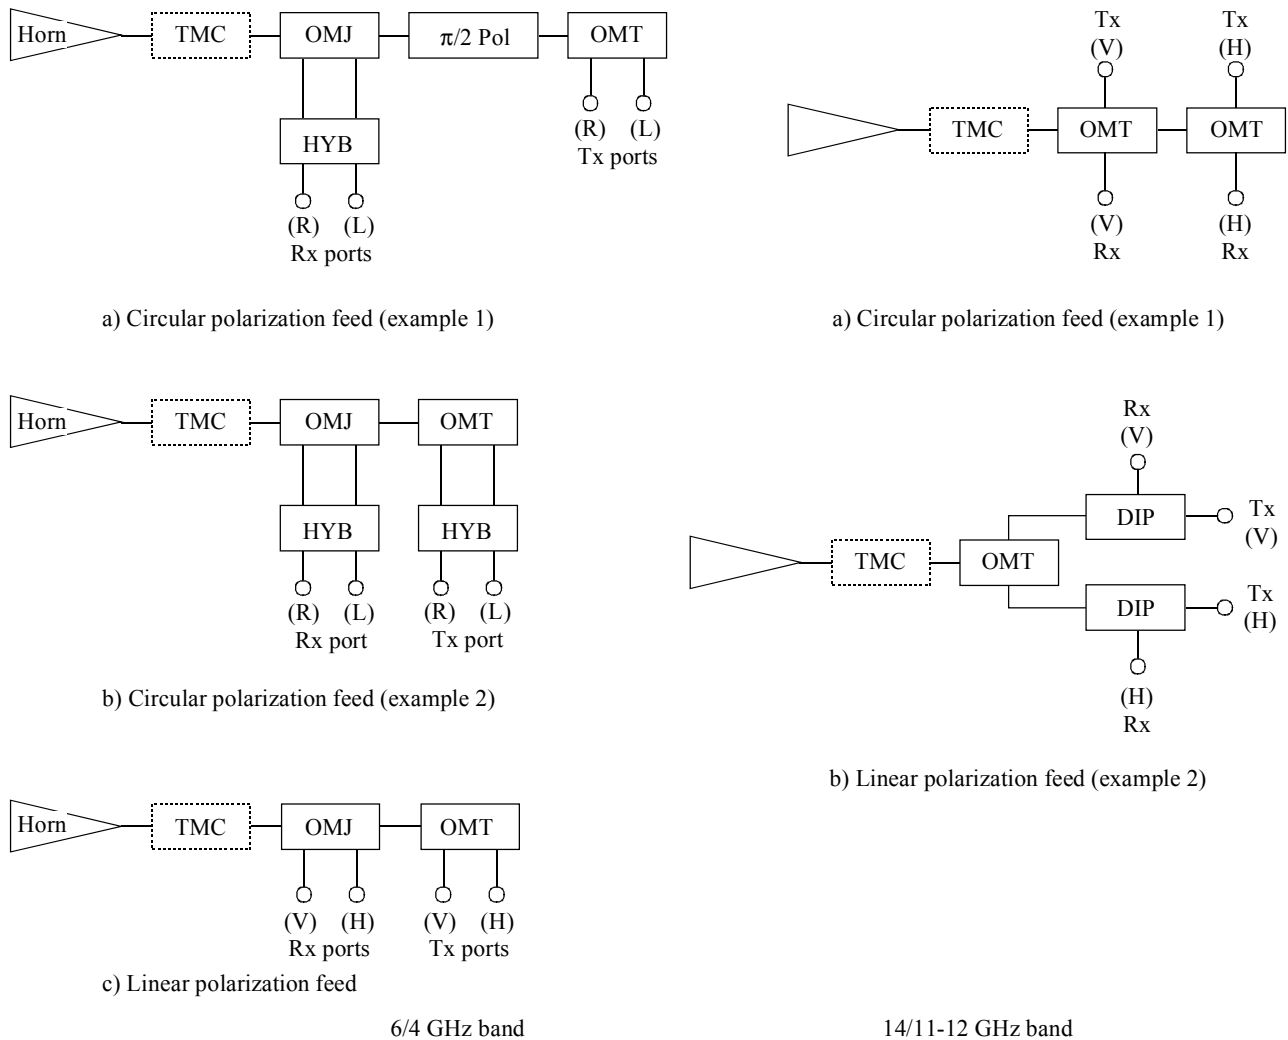 Horn TMC OMJ π/2 Pol OMT
(R) (L)
Tx ports
HYB
(R) (L)
Rx ports
a) Circular polarization feed (example 1)
Horn TMC OMJ OMT
HYB HYB
(R) (L) (R) (L)
Rx port Tx port
b) Circular polarization feed (example 2)
Horn TMC OMJ OMT
(V) (H) (V) (H)
Rx ports Tx ports
c) Linear polarization feed
6/4 GHz band
Tx Tx
(V) (H)
TMC OMT OMT
(V) (H)
Rx Rx
a) Circular polarization feed (example 1)
Rx
(V)
DIP Tx
(V)
TMC OMT
DIP Tx
(H)
(H)
Rx
b) Linear polarization feed (example 2)
14/11-12 GHz band